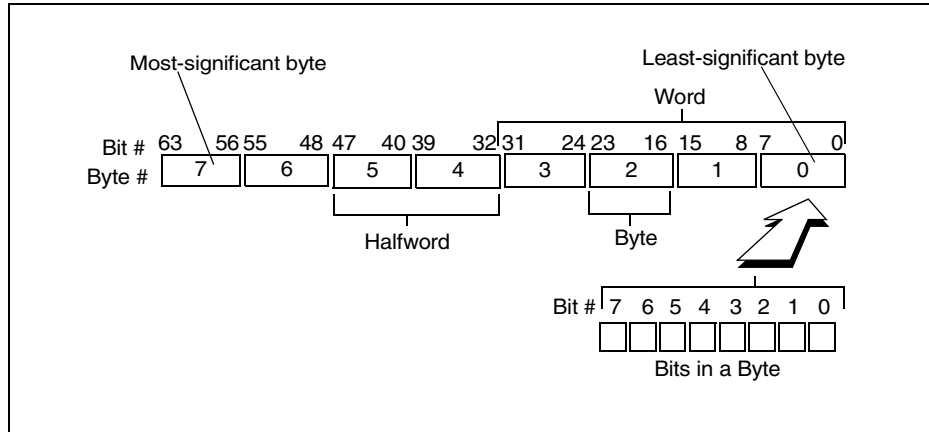 Most-significant byte
Least-significant byte
Word
Bit # 63 56 55 48 47 40 39 32 31 24 23 16 15 8 7 0
Byte # 7 6 5 4 3 2 1 0
Halfword
Byte
Bit # 7 6 5 4 3 2 1 0
Bits in a Byte